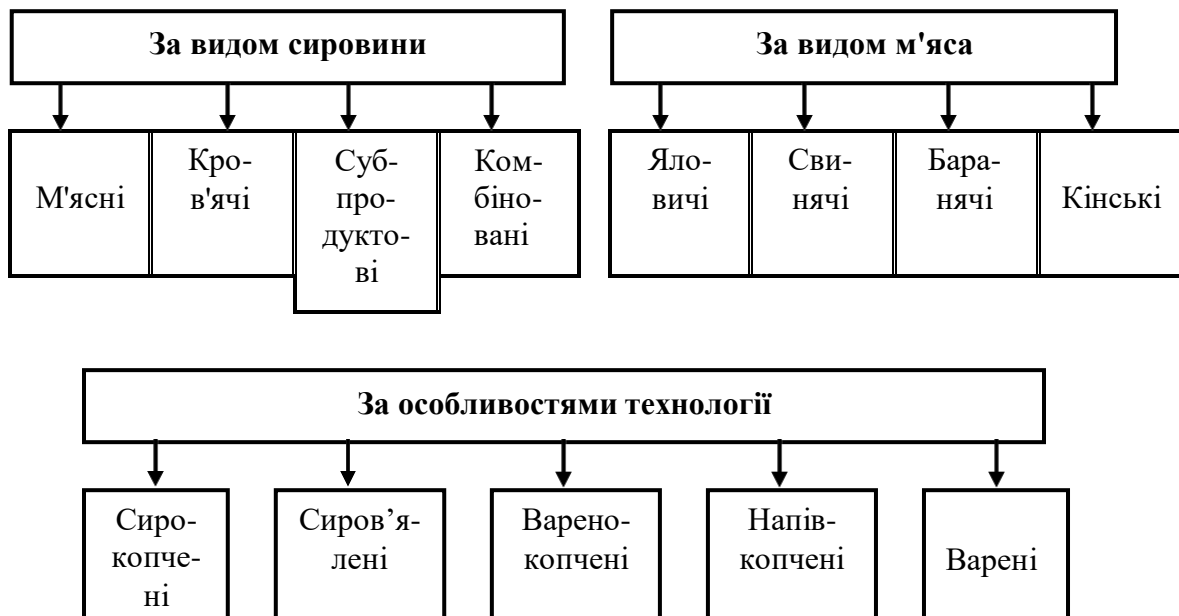 За видом сировини
За видом м'яса
М'ясні
Кро-
в'ячі
Суб-
про-
дукто-
ві
Ком-
біно-
вані
Яло-
вичі
Сви-
нячі
Бара-
нячі
Кінські
За особливостями технології
Сиро-
копче-
ні
Сиров’я-
лені
Варено-
копчені
Напів-
копчені
Варені